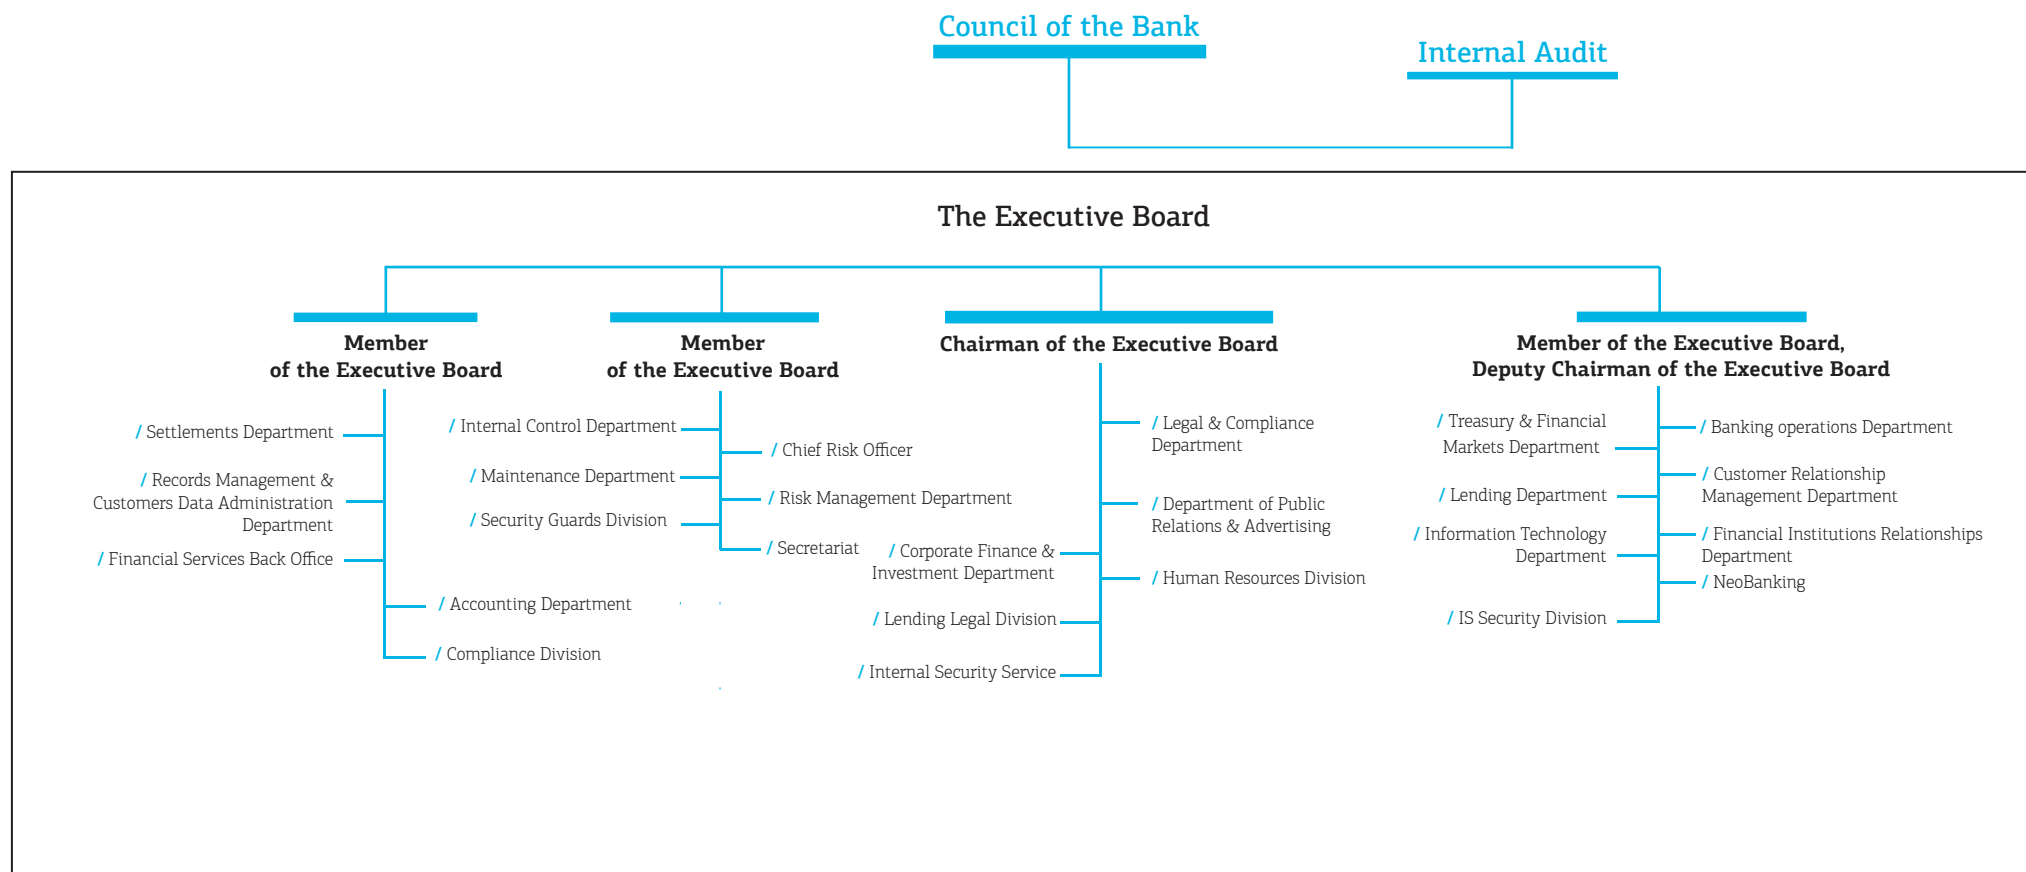 Council of the Bank
Internal Audit
The Executive Board
Member
of the Executive Board
/ Settlements Department
/ Records Management &
Customers Data Administration
Department
/ Financial Services Back Office
/ Accounting Department
/ Compliance Division
Member
of the Executive Board
/ Internal Control Department
/ Chief Risk Officer
/ Maintenance Department
/ Risk Management Department
/ Security Guards Division
/ Secretariat
Chairman of the Executive Board
/ Legal & Compliance
Department
/ Department of Public
Relations & Advertising
/ Corporate Finance &
Investment Department
/ Human Resources Division
/ Lending Legal Division
/ Internal Security Service
Member of the Executive Board,
Deputy Chairman of the Executive Board
/ Treasury & Financial
Markets Department
/ Banking operations Department
/ Customer Relationship
Management Department
/ Lending Department
/ Information Technology
Department
/ Financial Institutions Relationships
Department
/ NeoBanking
/ IS Security Division